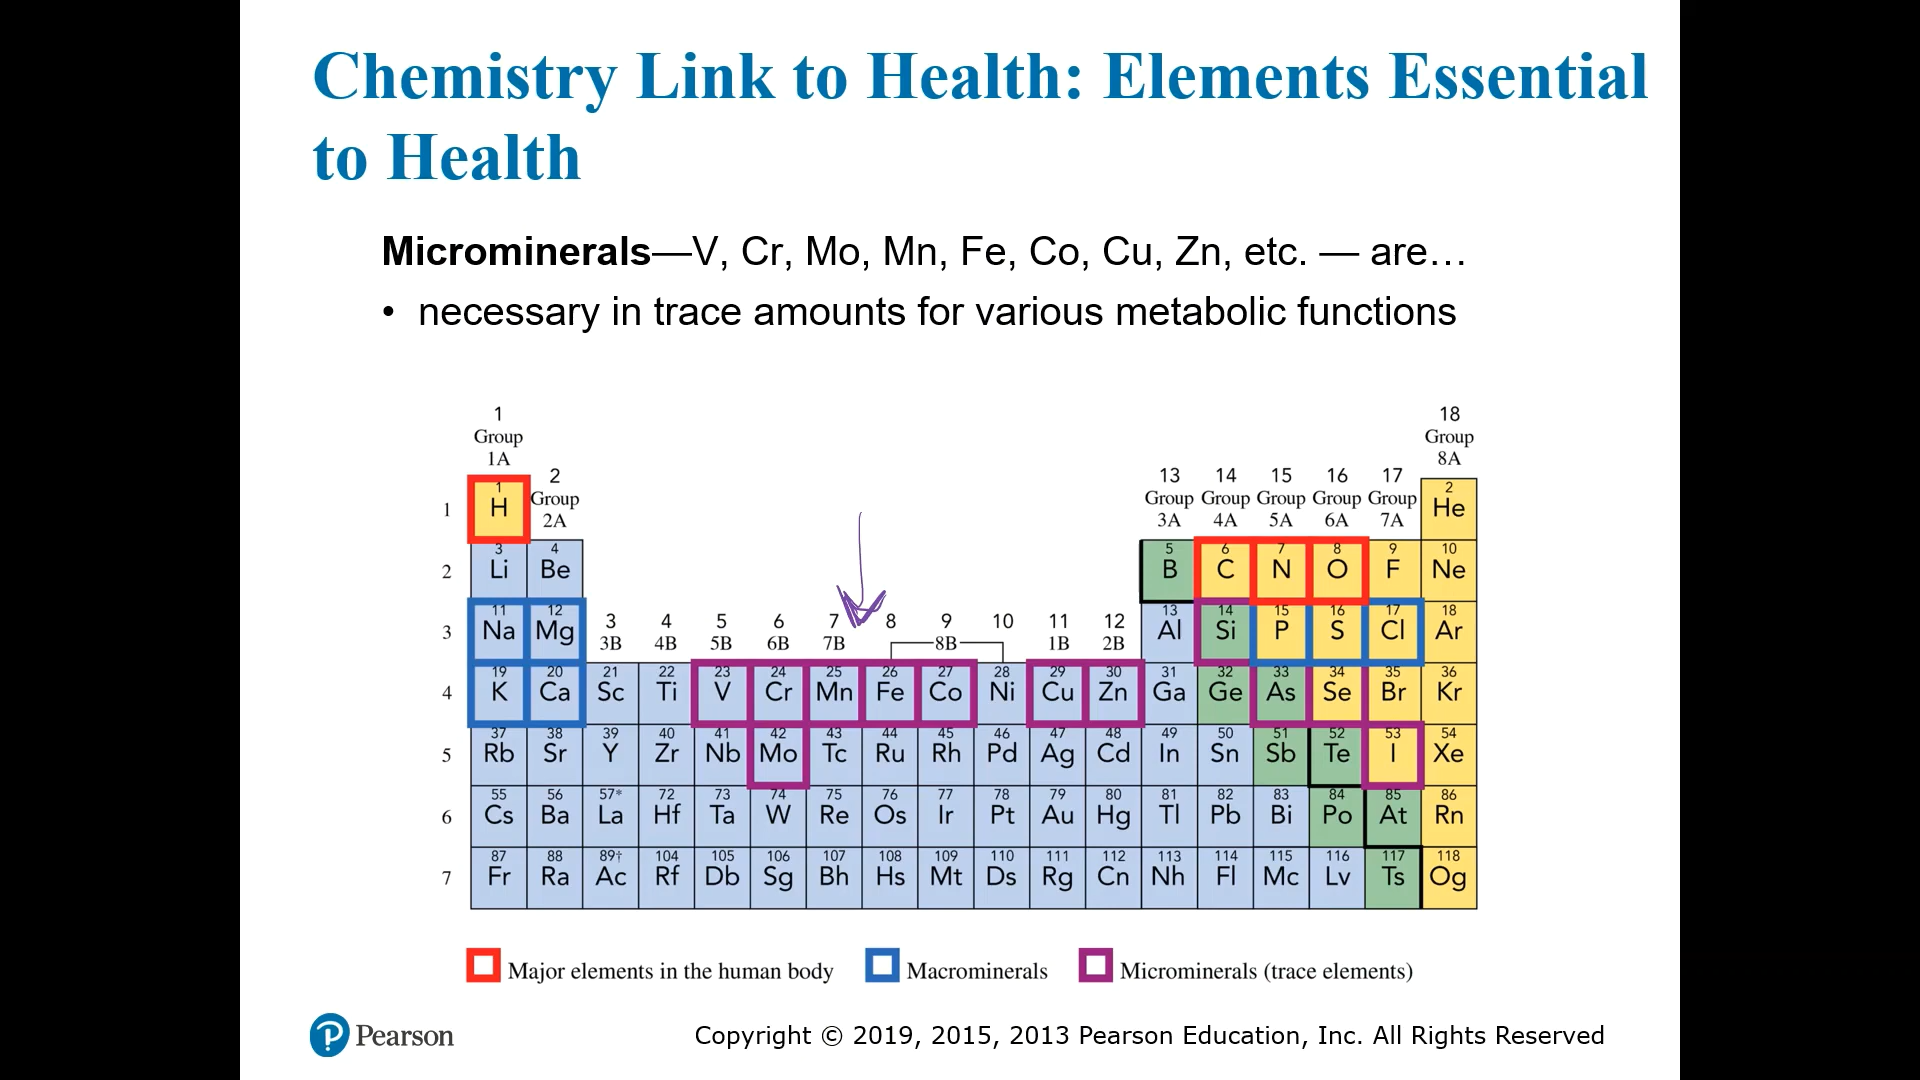 Chemistry Link to Health: Elements Essential
to Health
Microminerals—V, Cr, Mo, Mn, Fe, Co, Cu, Zn, etc. — are…
• necessary in trace amounts for various metabolic functions
1 18
Group Group
1A 8A
2 13 14 15 16 17
Group Group Group Group Group Group
2A 3A 4A 5A 6A 7A
1 2
1 H He
3 4 5 6 7 8 9 10
2 Li Be B C N O F Ne
11 12 13 14 15 16 17 18
3 Na Mg Al Si P S Cl Ar
3 4 5 6 7 8 9 10 11 12
3B 4B 5B 6B 7B 8B 1B 2B
19 20 21 22 23 24 25 26 27 28 29 30 31 32 33 34 35 36
4 K Ca Sc Ti V Cr Mn Fe Co Ni Cu Zn Ga Ge As Se Br Kr
37 38 39 40 41 42 43 44 45 46 47 48 49 50 51 52 53 54
5 Rb Sr Y Zr Nb Mo Tc Ru Rh Pd Ag Cd In Sn Sb Te I Xe
55 56 57* 72 73 74 75 76 77 78 79 80 81 82 83 84 85 86
6 Cs Ba La Hf Ta W Re Os Ir Pt Au Hg Tl Pb Bi Po At Rn
87 88 89† 104 105 106 107 108 109 110 111 112 113 114 115 116 117 118
7 Fr Ra Ac Rf Db Sg Bh Hs Mt Ds Rg Cn Nh Fl Mc Lv Ts Og
Major elements in the human body Macrominerals Microminerals (trace elements)
P Pearson
Copyright © 2019, 2015, 2013 Pearson Education, Inc. All Rights Reserved